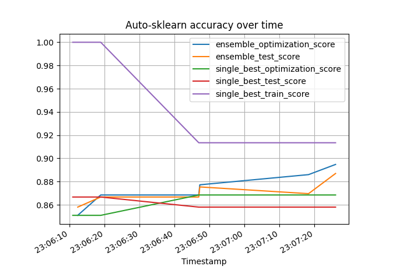 Auto-sklearn accuracy over time
1.00
0.98
0.96
0.94
0.92
0.90
0.88
0.86
ensemble_optimization_score
ensemble_test_score
single_best_optimization_score
single_best_test_score
single_best_train_score
23:06:10
23:06:20
23:06:30
23:06:40
23:06:50
23:07:00
23:07:10
23:07:20
Timestamp